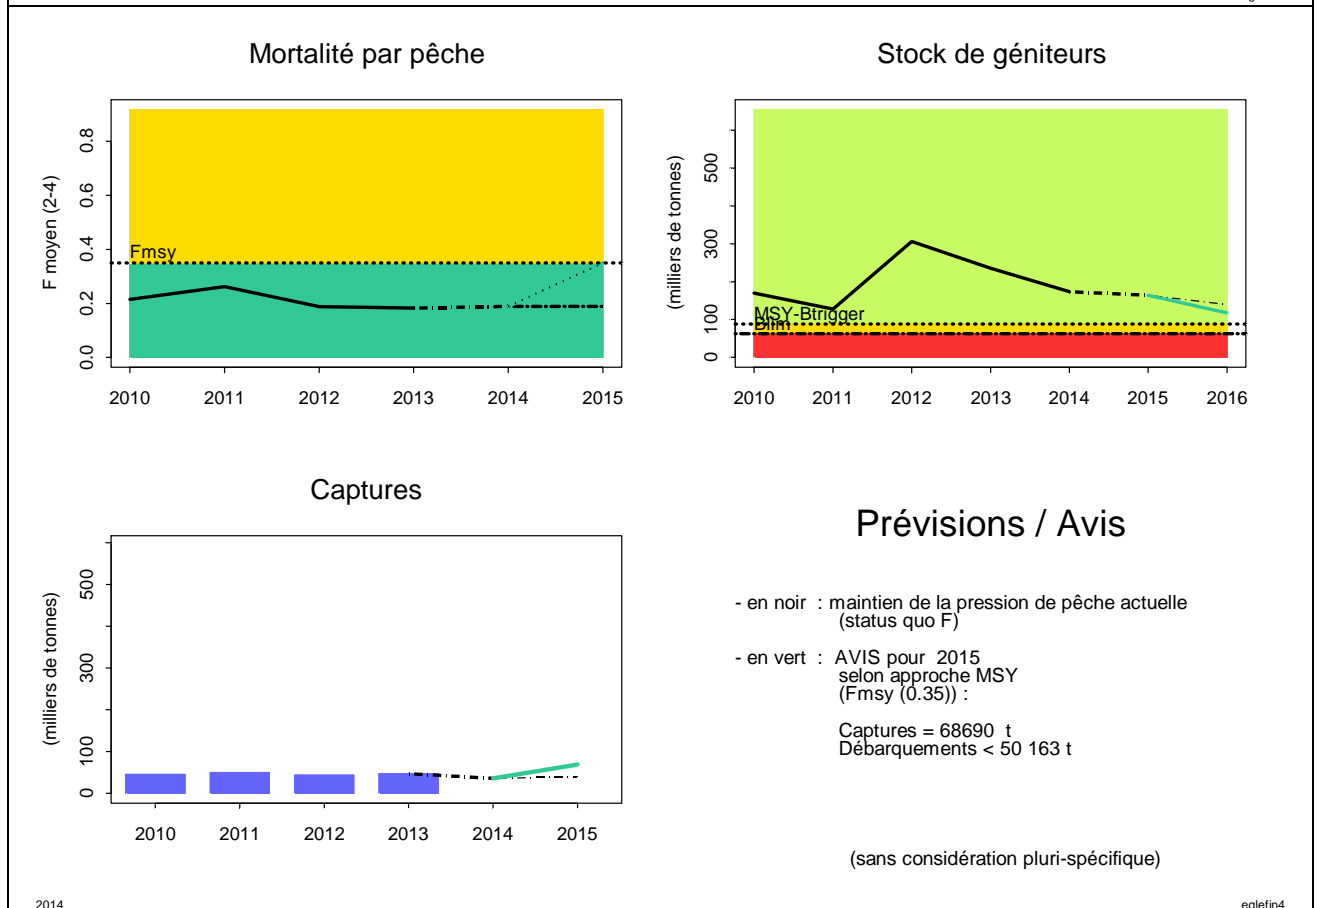 Mortalité par pêche
F moyen (2-4)
0.0 0.2 0.4 0.6 0.8
Fmsy
2010 2011 2012 2013 2014 2015
Stock de géniteurs
(milliers de tonnes)
0 100 300 500
MSY-Btrigger
Blim
2010 2011 2012 2013 2014 2015 2016
Captures
(milliers de tonnes)
0 100 300 500
2010 2011 2012 2013 2014 2015
Prévisions / Avis
- en noir : maintien de la pression de pêche actuelle
(status quo F)
- en vert : AVIS pour 2015
selon approche MSY
(Fmsy (0.35)) :
Captures = 68690 t
Débarquements < 50 163 t
(sans considération pluri-spécifique)
2014
eglefin4